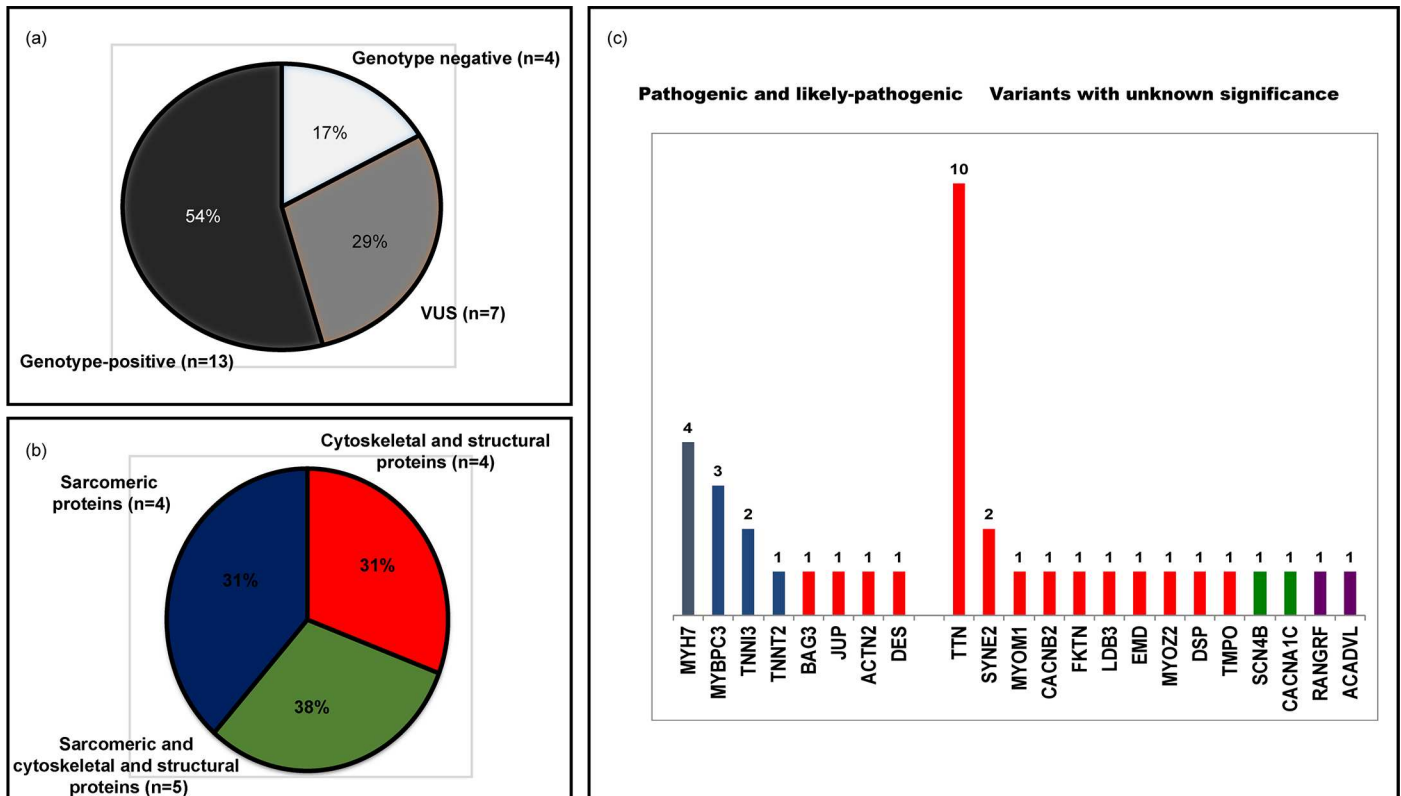 (a)
Genotype negative (n=4)
17%
54%
29%
VUS (n=7)
Genotype-positive (n=13)
(b)
Cytoskeletal and structural
proteins (n=4)
Sarcomeric
proteins (n=4)
31%
31%
38%
Sarcomeric and
cytoskeletal and structural
proteins (n=5)
(c)
Pathogenic and likely-pathogenic Variants with unknown significance
10
4
3
2
1 1 1 1 1
2
1 1 1 1 1 1 1 1 1 1 1 1
MYH7
MYBPC3
TNNI3
TNNT2
BAG3
JUP
ACTN2
DES
TTN
SYNE2
MYOM1
CACNB2
FKTN
LDB3
EMD
MYOZ2
DSP
TMPO
SCN4B
CACNA1C
RANGRF
ACADVL